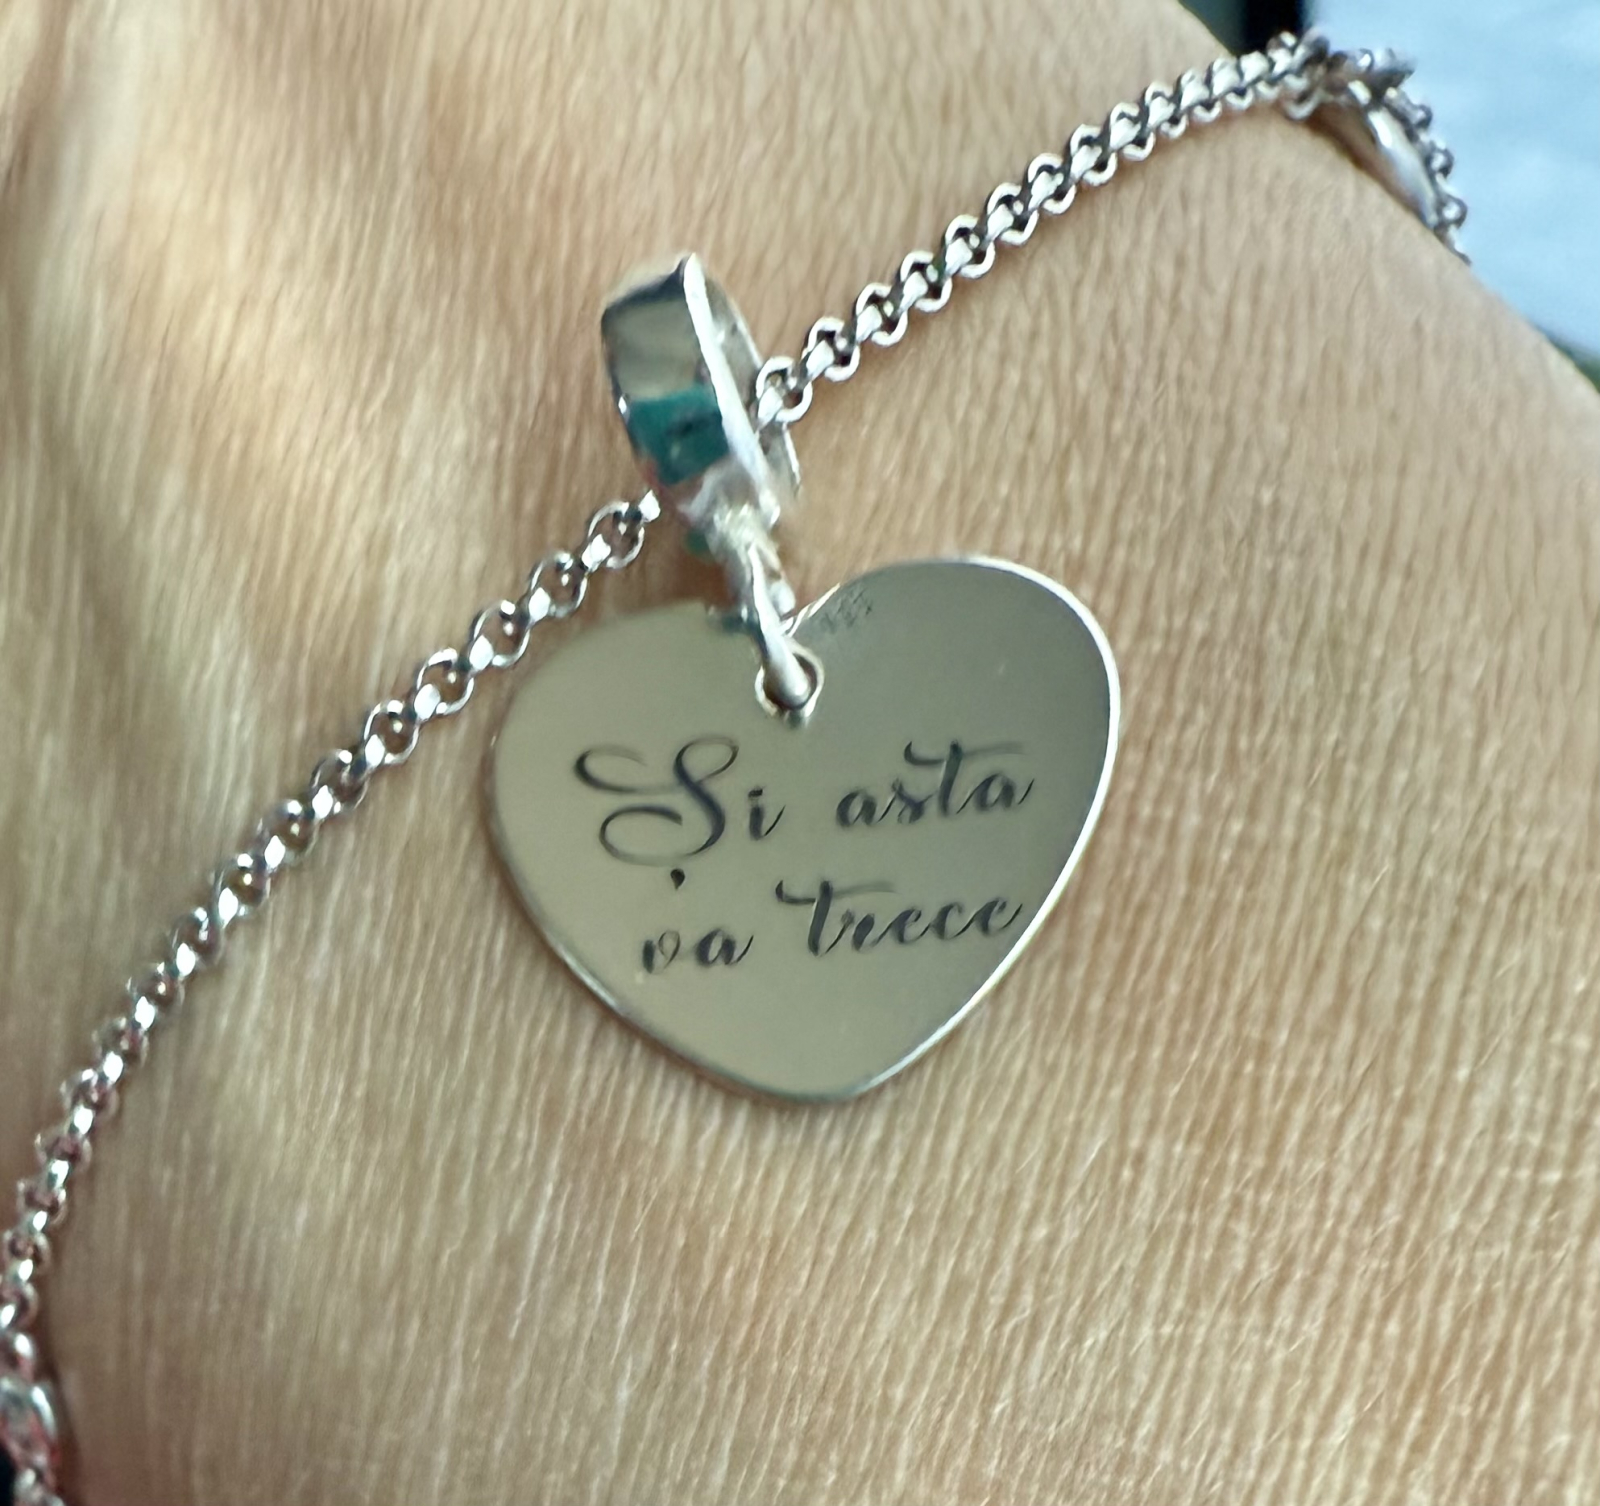 Și asta
va trece